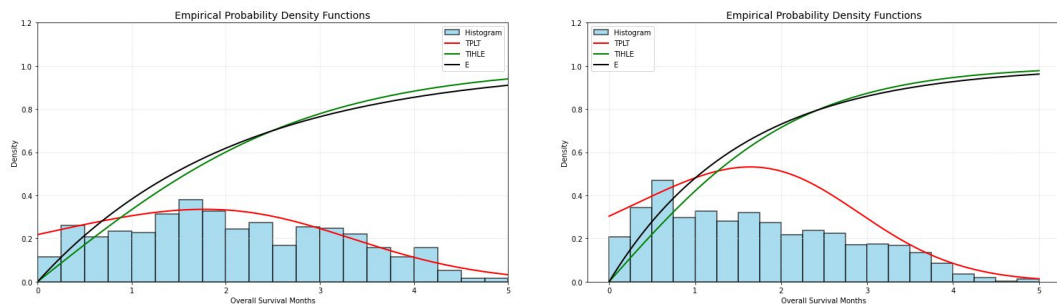 Empirical Probability Density Functions
1.2
1.0
0.8
0.6
0.4
0.2
0.0
Density
0
1
2
3
4
5
Overall Survival Months
Histogram
TPLT
TIHLE
E
Empirical Probability Density Functions
1.2
1.0
0.8
0.6
0.4
0.2
0.0
Density
0
1
2
3
4
5
Overall Survival Months
Histogram
TPLT
TIHLE
E